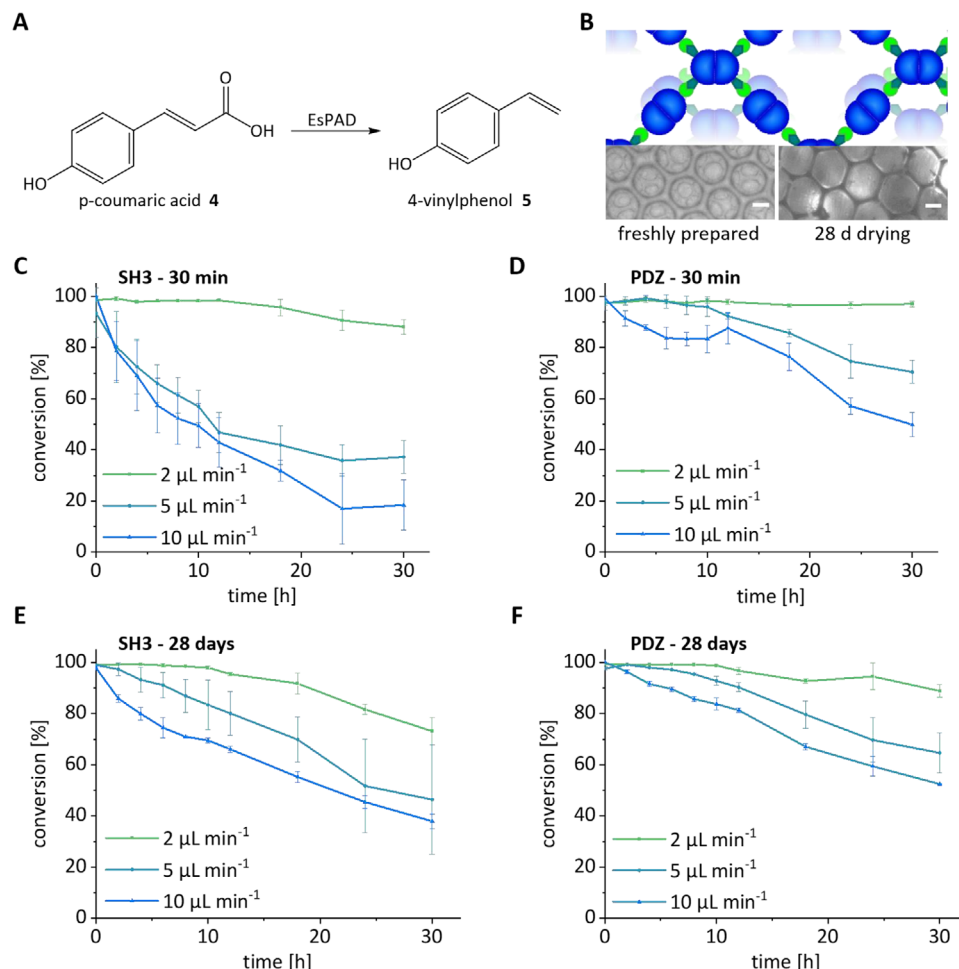 A
EsPAD
O
OH
HO
HO
p-coumaric acid 4
4-vinylphenol 5
B
freshly prepared
28 d drying
C
SH3 - 30 min
conversion [%]
100
80
60
40
20
0
2 µL min⁻¹
5 µL min⁻¹
10 µL min⁻¹
0
10
20
30
time [h]
D
PDZ - 30 min
conversion [%]
100
80
60
40
20
0
2 µL min⁻¹
5 µL min⁻¹
10 µL min⁻¹
0
10
20
30
time [h]
E
SH3 - 28 days
conversion [%]
100
80
60
40
20
0
2 µL min⁻¹
5 µL min⁻¹
10 µL min⁻¹
0
10
20
30
time [h]
F
PDZ - 28 days
conversion [%]
100
80
60
40
20
0
2 µL min⁻¹
5 µL min⁻¹
10 µL min⁻¹
0
10
20
30
time [h]